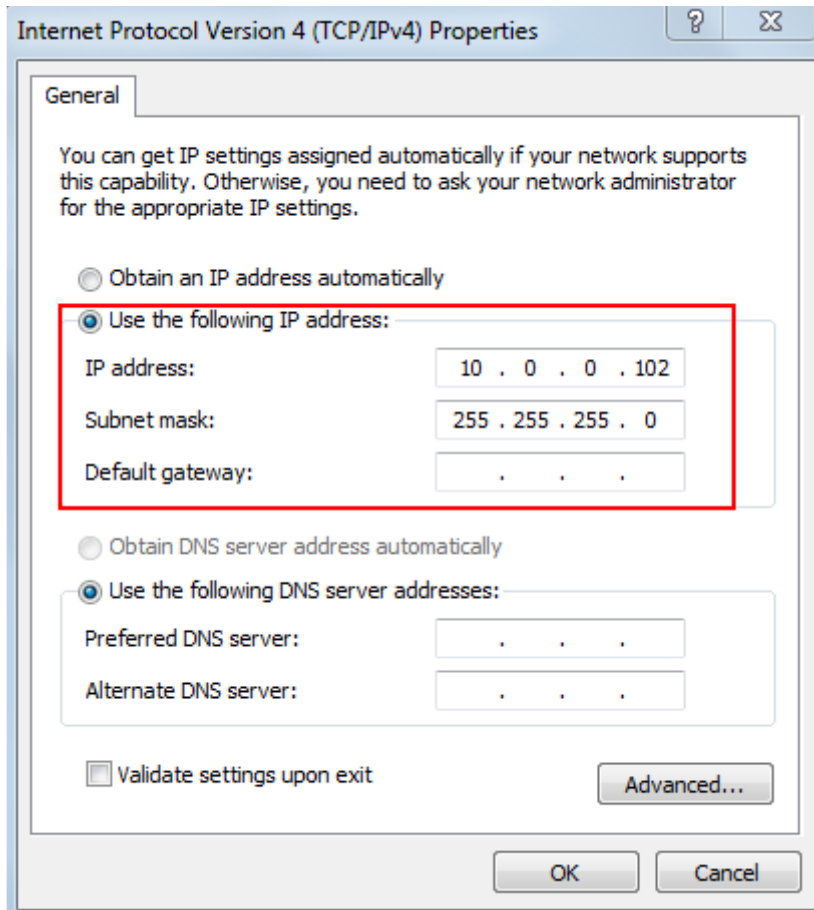 Internet Protocol Version 4 (TCP/IPv4) Properties
General
You can get IP settings assigned automatically if your network supports
this capability. Otherwise, you need to ask your network administrator
for the appropriate IP settings.
Obtain an IP address automatically
Use the following IP address:
IP address: 10 . 0 . 0 . 102
Subnet mask: 255 . 255 . 255 . 0
Default gateway: . . .
Obtain DNS server address automatically
Use the following DNS server addresses:
Preferred DNS server: . . .
Alternate DNS server: . . .
Validate settings upon exit
Advanced...
OK Cancel